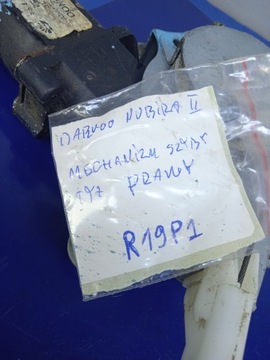 DAEWOO NUBIRA II
MECHANIZM SZYBY
TYŁ PRAWY
R19P1